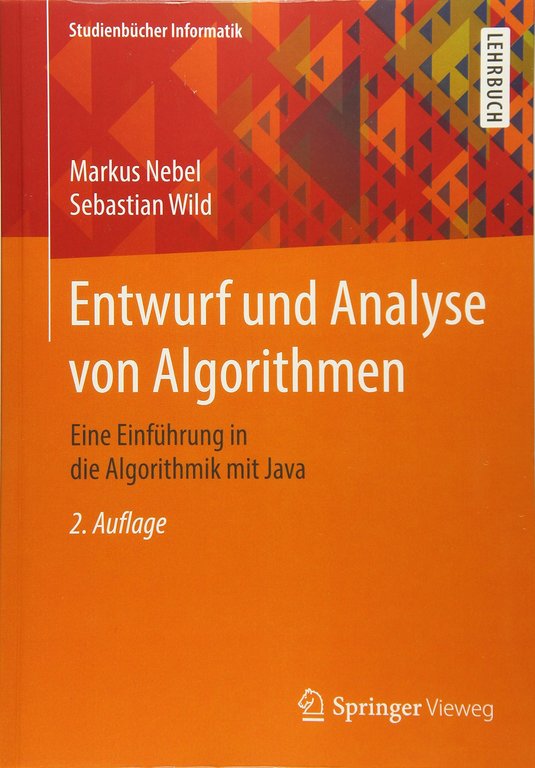 Studienbücher Informatik
LEHRBUCH
Markus Nebel
Sebastian Wild
Entwurf und Analyse
von Algorithmen
Eine Einführung in
die Algorithmik mit Java
2. Auflage
Springer Vieweg